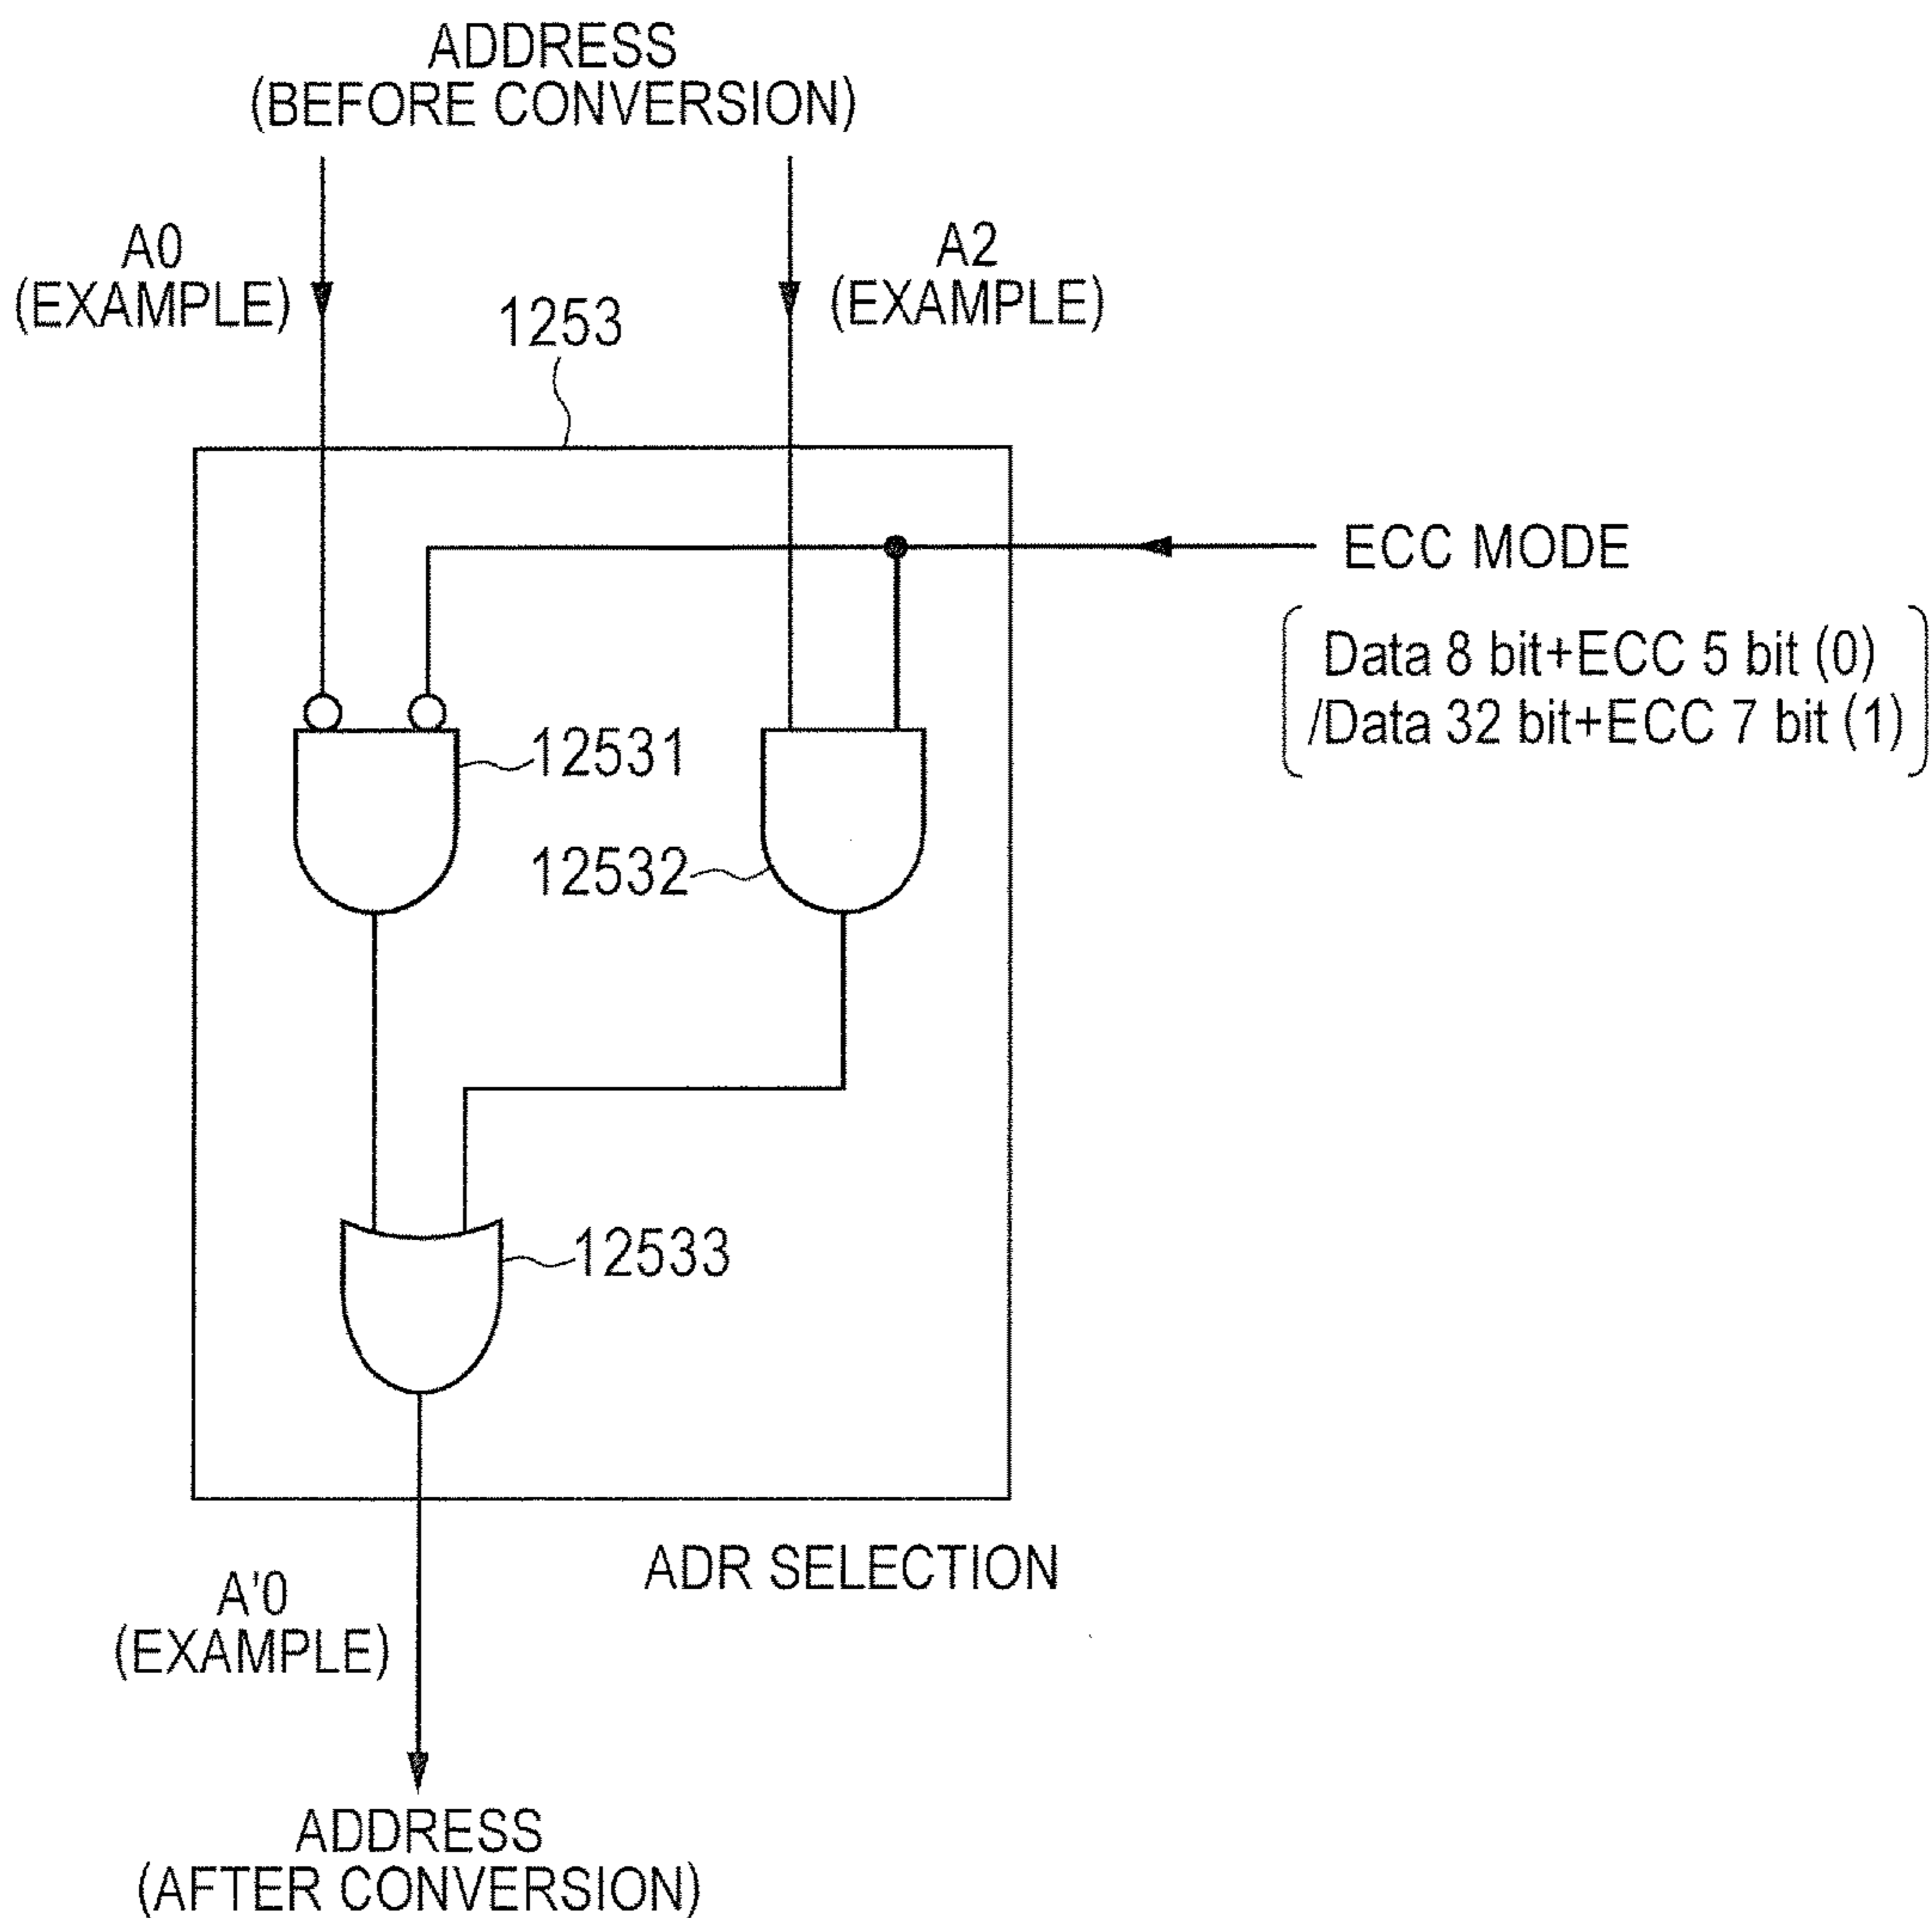 ADDRESS
(BEFORE CONVERSION)
A0
(EXAMPLE)
A2
(EXAMPLE)
1253
ECC MODE
Data 8 bit+ECC 5 bit (0)
/Data 32 bit+ECC 7 bit (1)
12531
12532
12533
ADR SELECTION
A'0
(EXAMPLE)
ADDRESS
(AFTER CONVERSION)